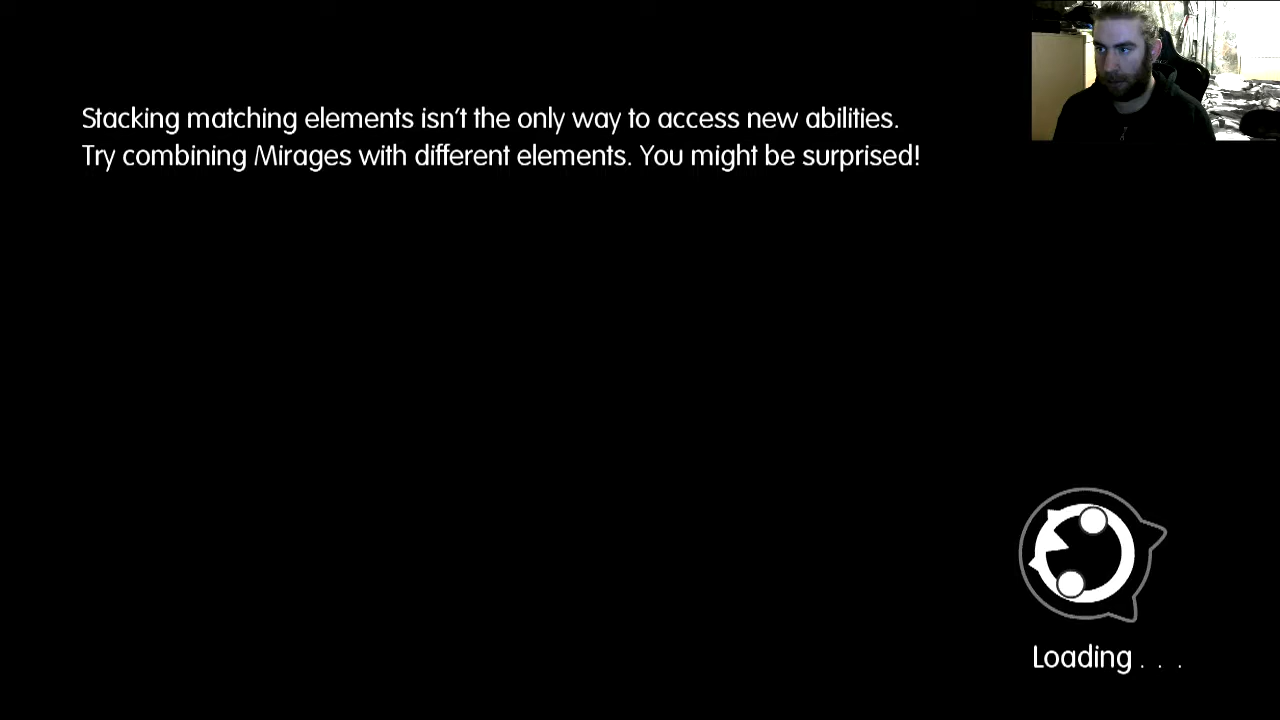 Stacking matching elements isn't the only way to access new abilities.
Try combining Mirages with different elements. You might be surprised!
Loading . . .